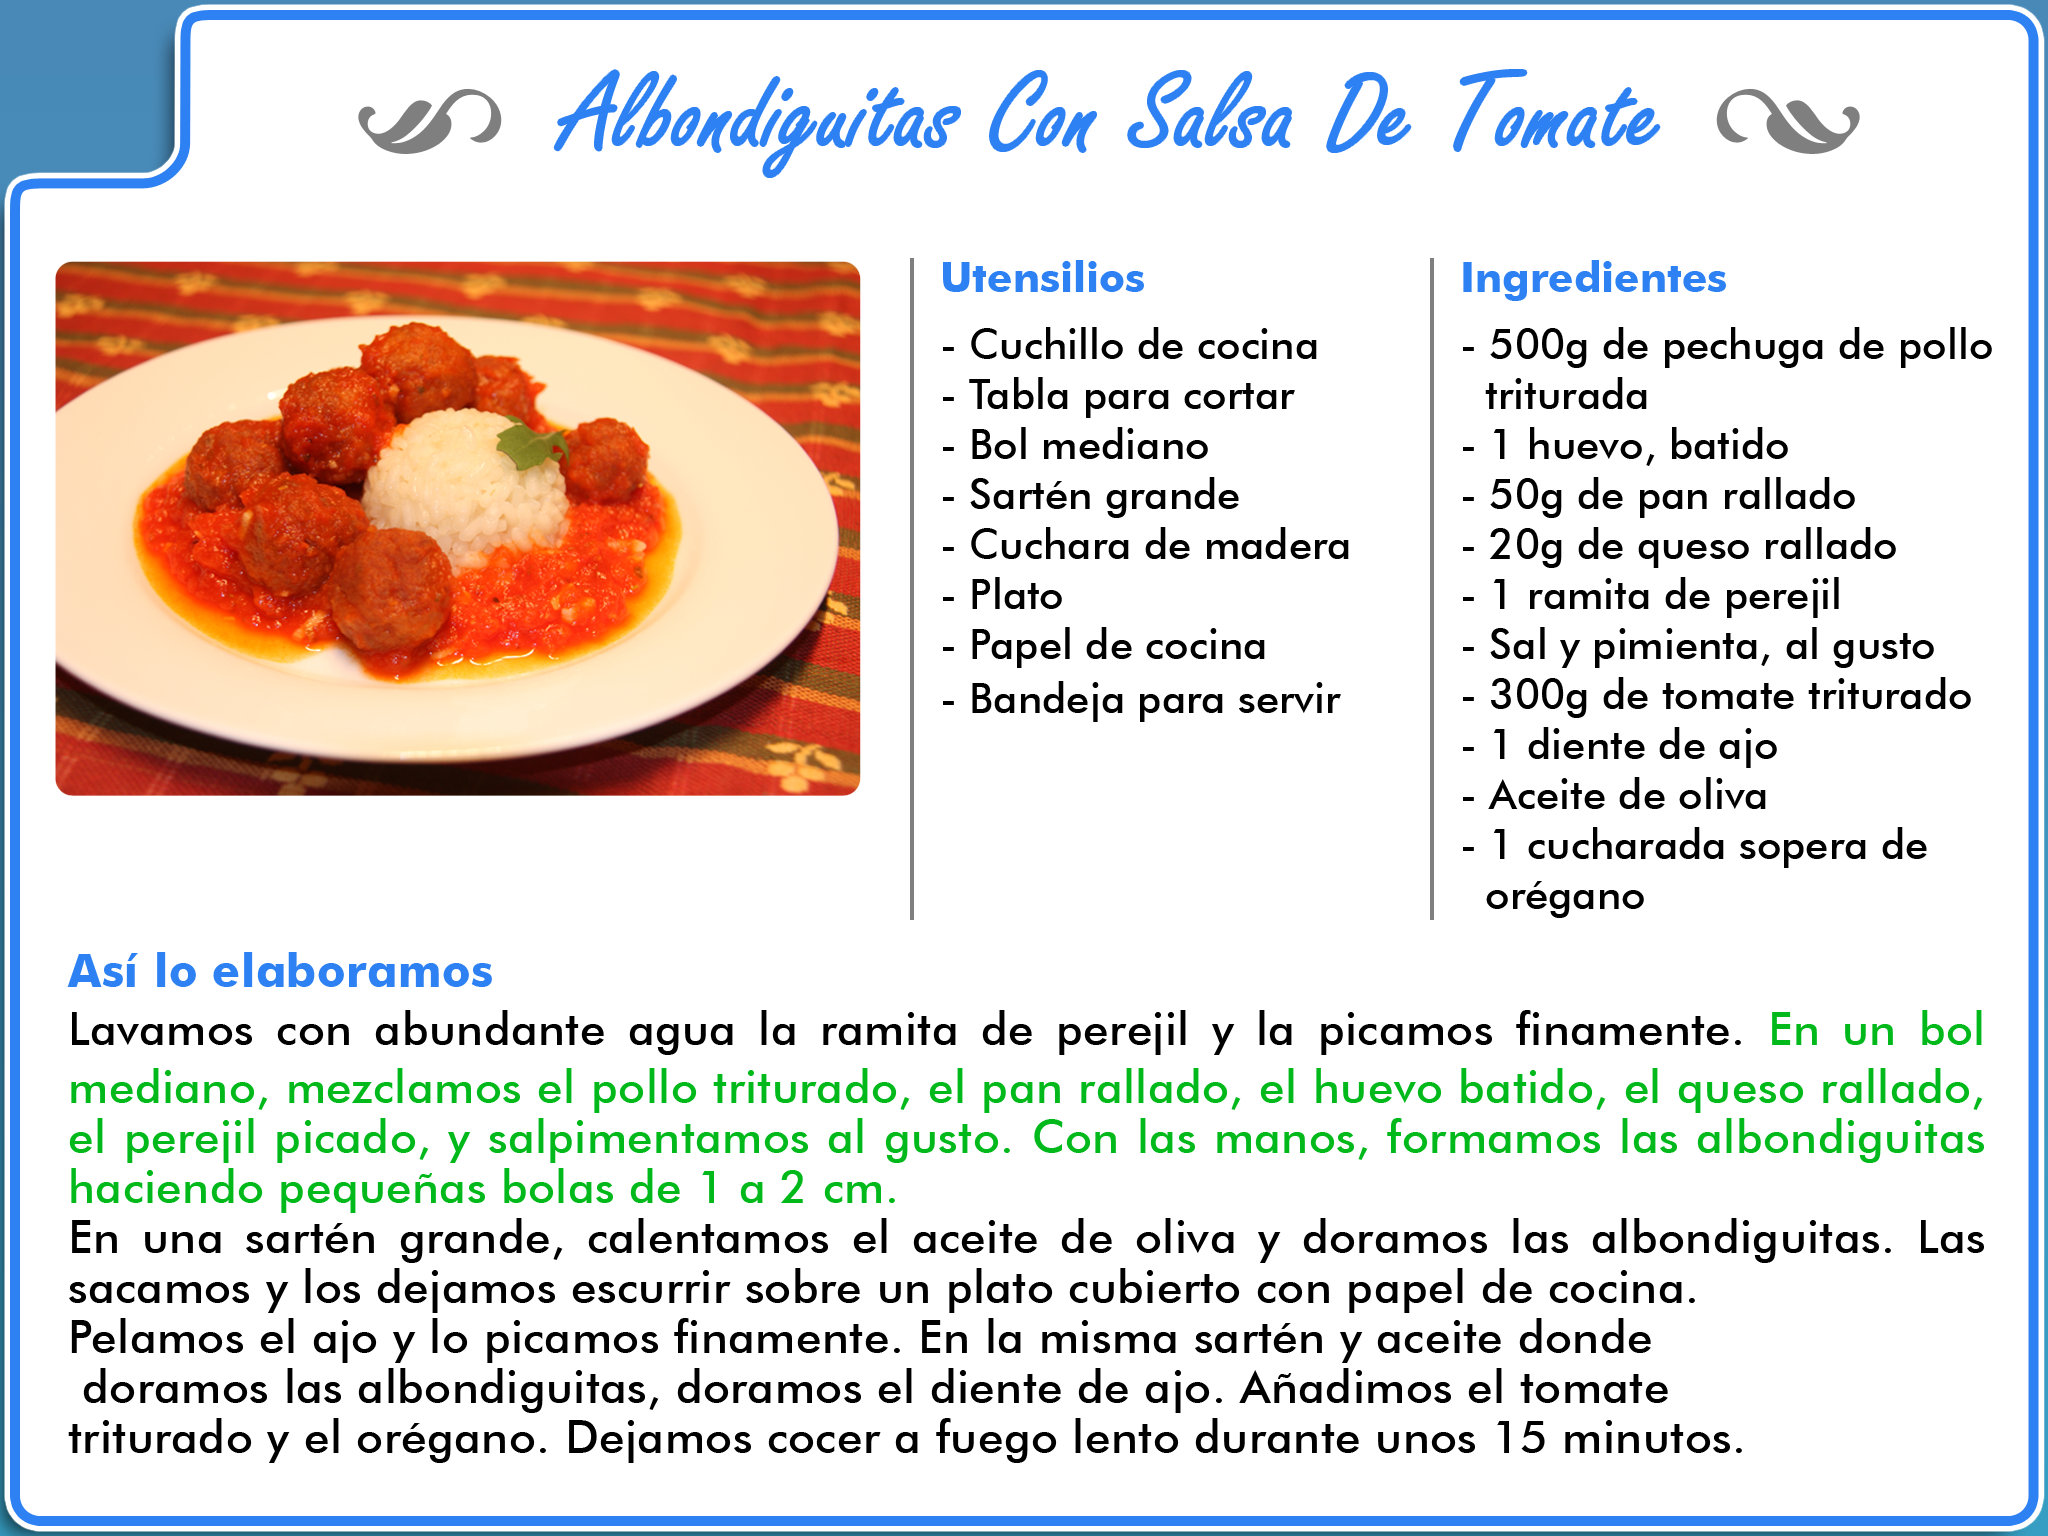 Albondiguitas Con Salsa De Tomate
Utensilios
- Cuchillo de cocina
- Tabla para cortar
- Bol mediano
- Sartén grande
- Cuchara de madera
- Plato
- Papel de cocina
- Bandeja para servir
Ingredientes
- 500g de pechuga de pollo
triturada
- 1 huevo, batido
- 50g de pan rallado
- 20g de queso rallado
- 1 ramita de perejil
- Sal y pimienta, al gusto
- 300g de tomate triturado
- 1 diente de ajo
- Aceite de oliva
- 1 cucharada sopera de
orégano
Así lo elaboramos
Lavamos con abundante agua la ramita de perejil y la picamos finamente. En un bol
mediano, mezclamos el pollo triturado, el pan rallado, el huevo batido, el queso rallado,
el perejil picado, y salpimentamos al gusto. Con las manos, formamos las albondiguitas
haciendo pequeñas bolas de 1 a 2 cm.
En una sartén grande, calentamos el aceite de oliva y doramos las albondiguitas. Las
sacamos y los dejamos escurrir sobre un plato cubierto con papel de cocina.
Pelamos el ajo y lo picamos finamente. En la misma sartén y aceite donde
doramos las albondiguitas, doramos el diente de ajo. Añadimos el tomate
triturado y el orégano. Dejamos cocer a fuego lento durante unos 15 minutos.